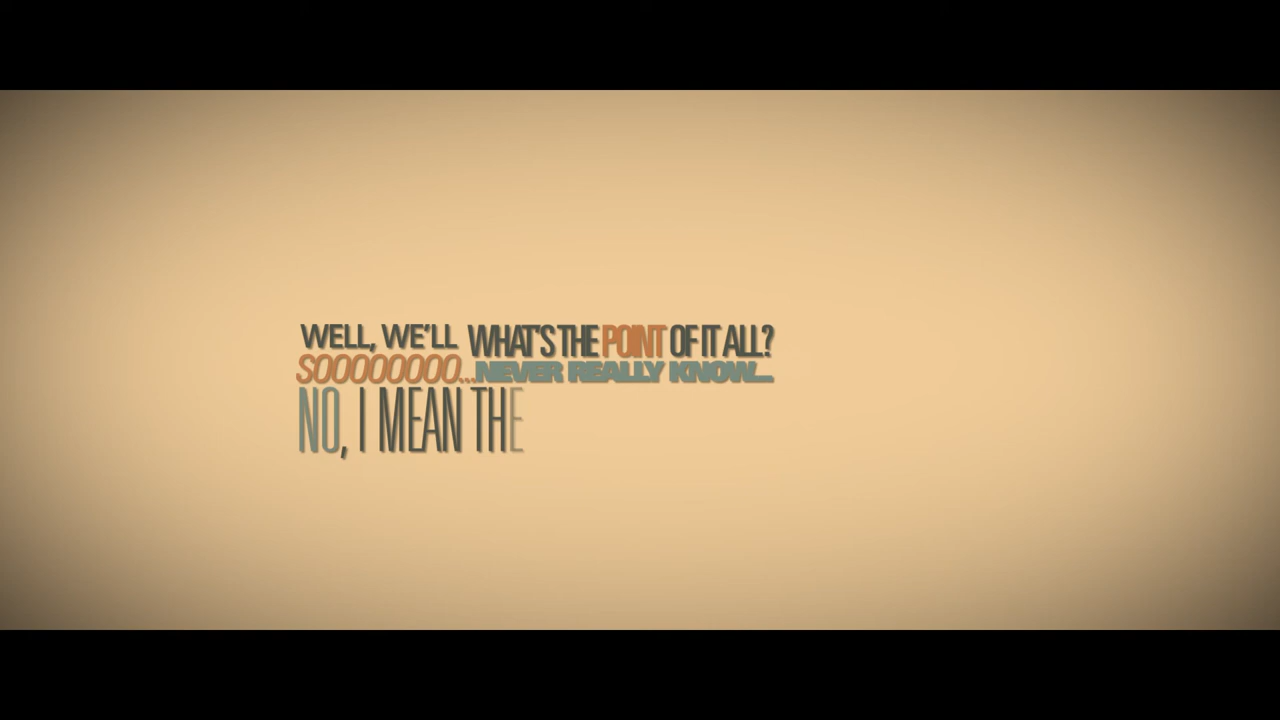 WELL, WE'LL WHAT'S THE POINT OF IT ALL?
SOOOOOOOO...NEVER REALLY KNOW...
NO, I MEAN THE